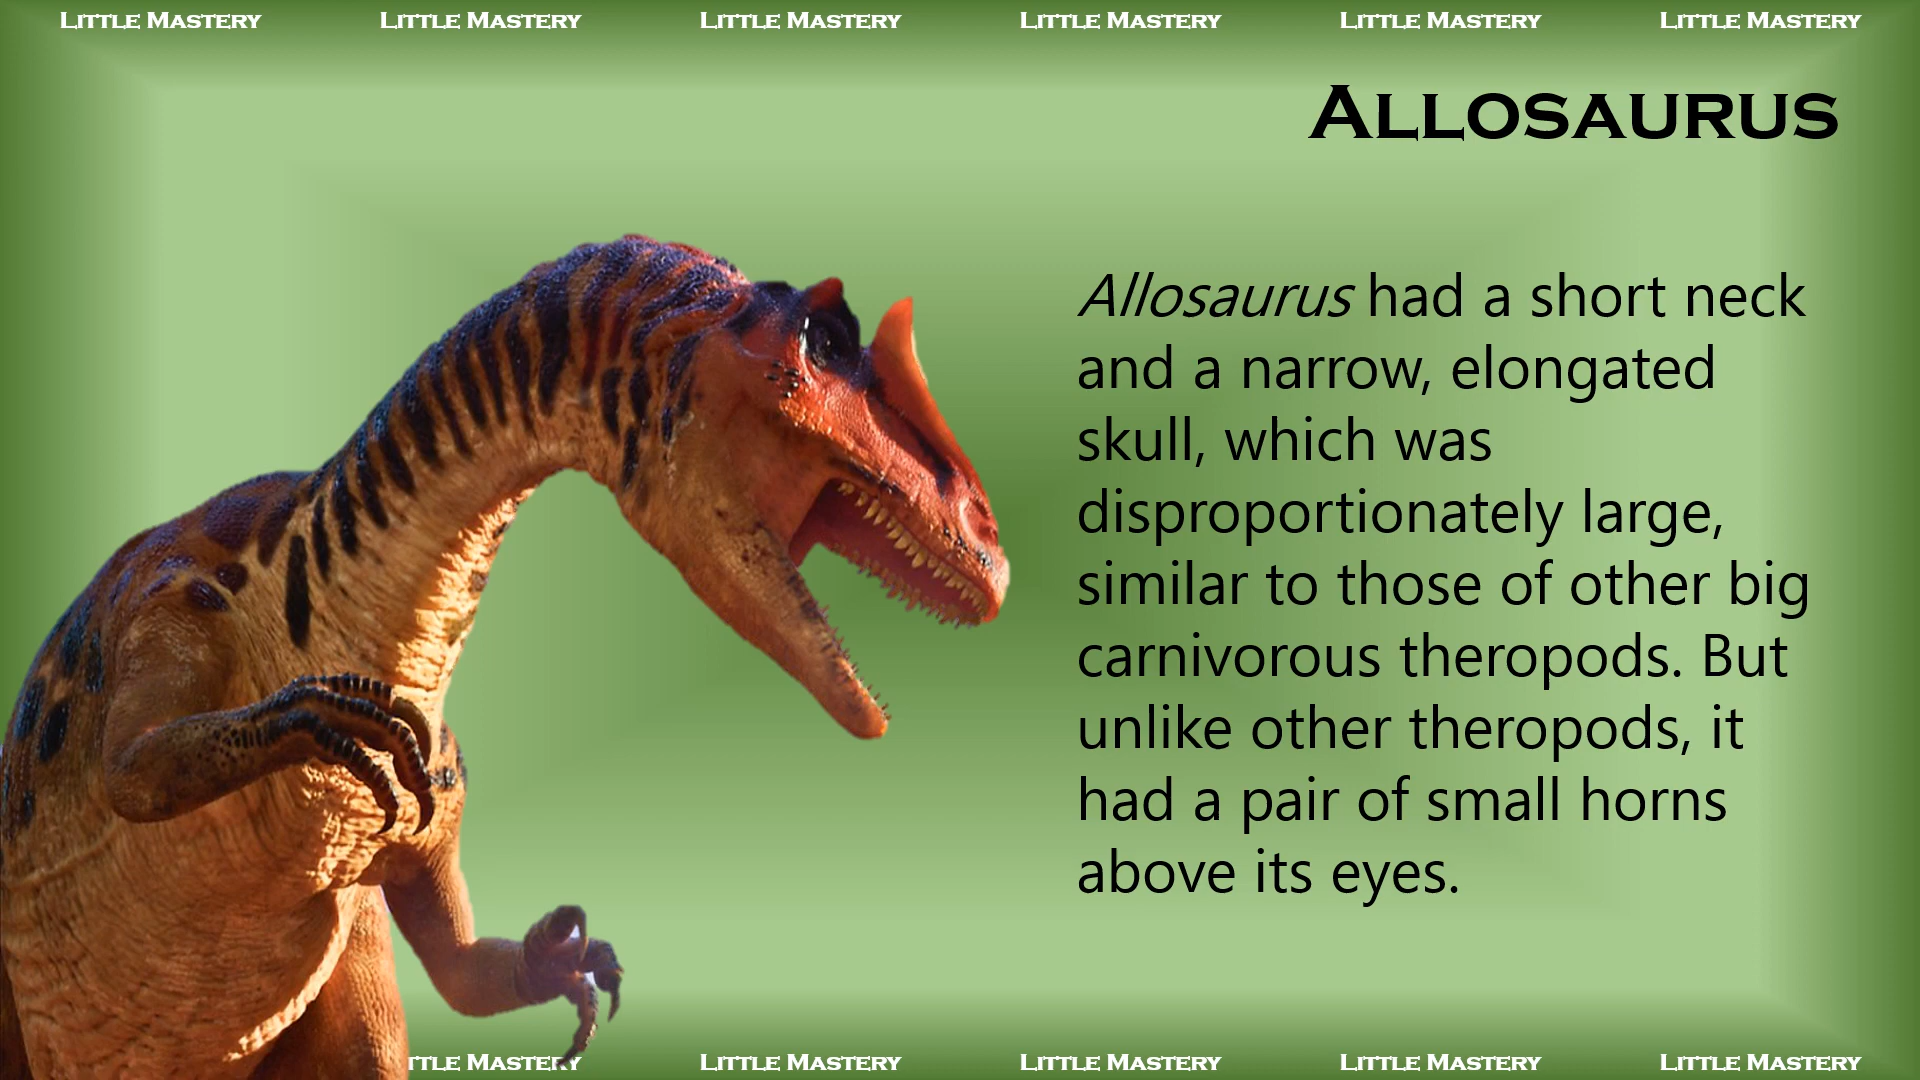 Little Mastery Little Mastery Little Mastery Little Mastery Little Mastery Little Mastery
Allosaurus
Allosaurus had a short neck
and a narrow, elongated
skull, which was
disproportionately large,
similar to those of other big
carnivorous theropods. But
unlike other theropods, it
had a pair of small horns
above its eyes.
ttle Mastery Little Mastery Little Mastery Little Mastery Little Mastery